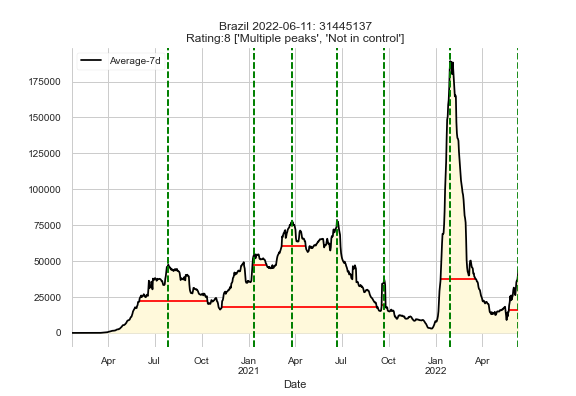 Brazil 2022-06-11: 31445137
Rating:8 ['Multiple peaks', 'Not in control']
Average-7d
175000
150000
125000
100000
75000
50000
25000
0
Apr Jul Oct Jan Apr Jul Oct Jan Apr
2021 2022
Date